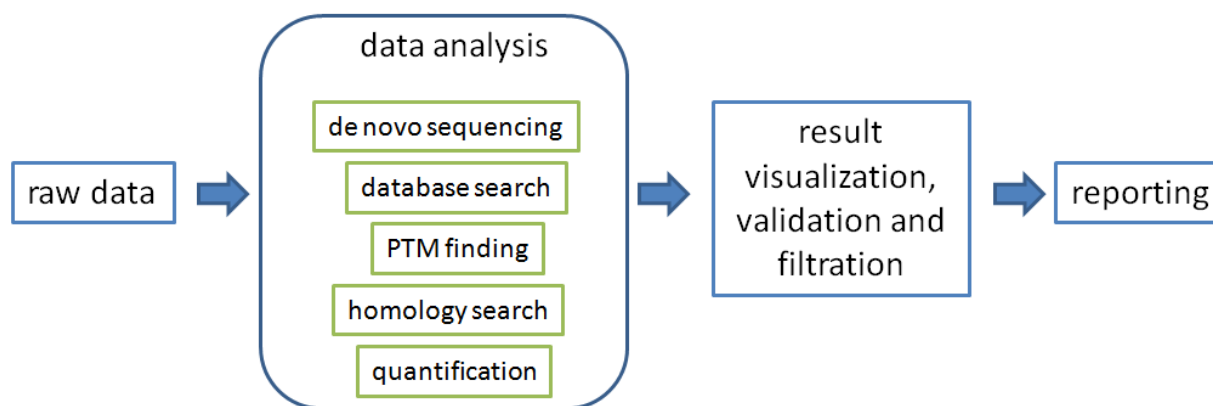 raw data
data analysis
de novo sequencing
database search
PTM finding
homology search
quantification
result
visualization,
validation and
filtration
reporting